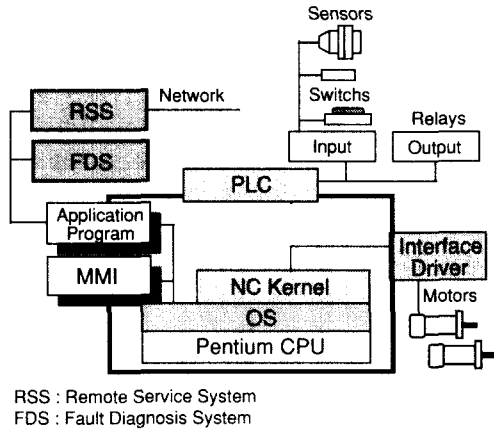 Sensors
Network
RSS
Switchs
Relays
FDS
Input
Output
PLC
Application
Program
Interface
Driver
MMI
NC Kernel
Motors
OS
Pentium CPU
RSS : Remote Service System
FDS : Fault Diagnosis System